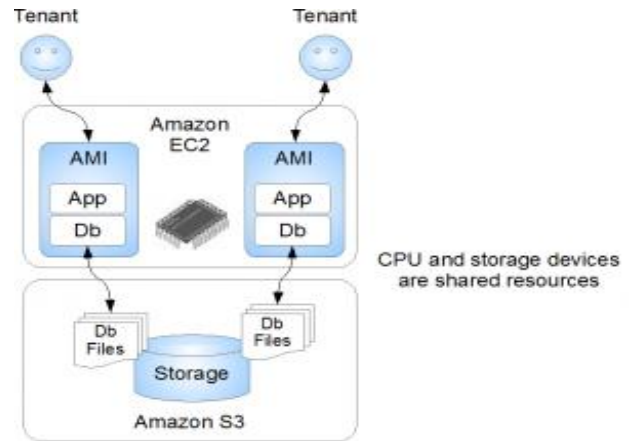 Tenant
Tenant
Amazon
EC2
AMI
AMI
App
App
Db
Db
CPU and storage devices
are shared resources
Db
Files
Db
Files
Storage
Amazon S3